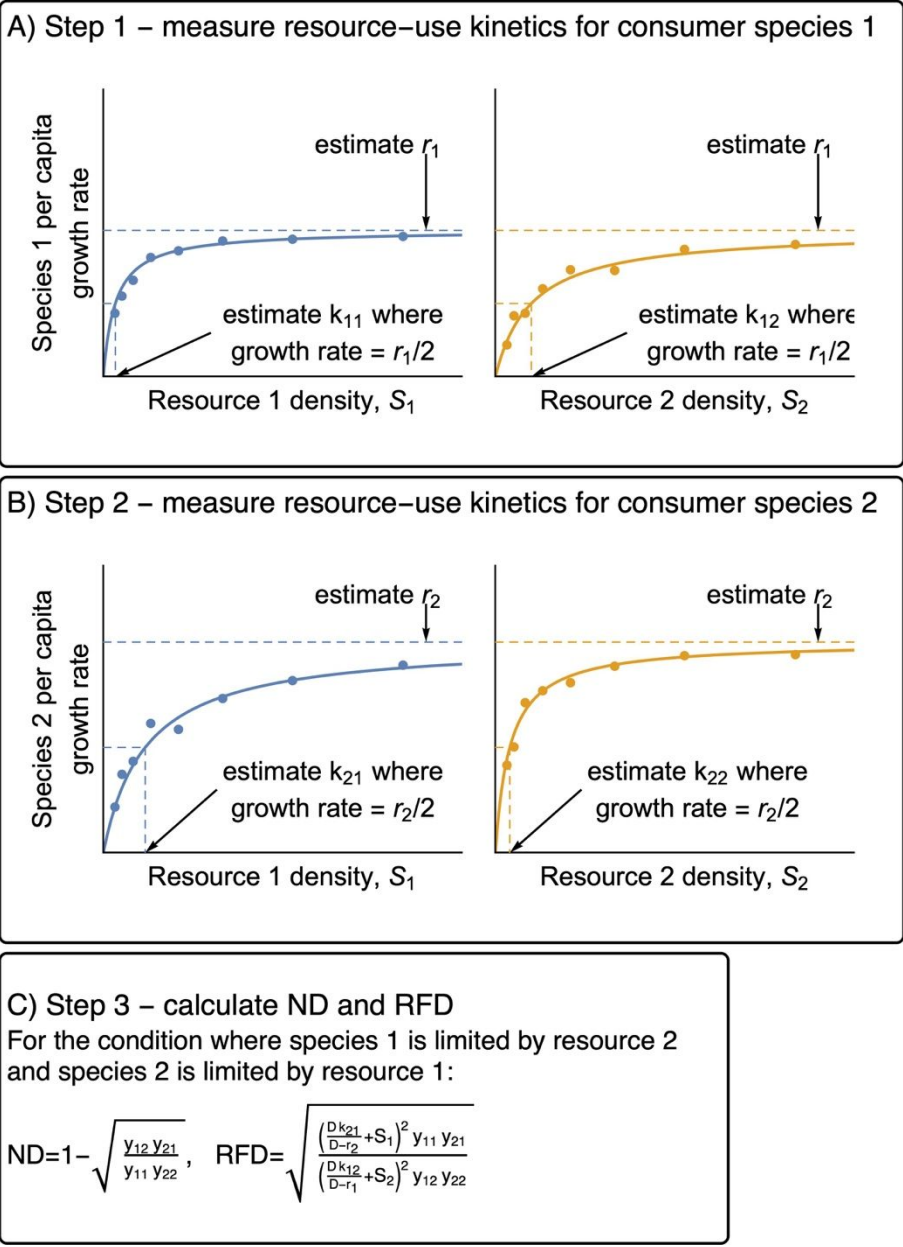 A) Step 1 – measure resource–use kinetics for consumer species 1
Species 1 per capita
growth rate
estimate r₁
estimate k₁₁ where
growth rate = r₁/2
Resource 1 density, S₁
estimate r₁
estimate k₁₂ where
growth rate = r₁/2
Resource 2 density, S₂
B) Step 2 – measure resource–use kinetics for consumer species 2
Species 2 per capita
growth rate
estimate r₂
estimate k₂₁ where
growth rate = r₂/2
Resource 1 density, S₁
estimate r₂
estimate k₂₂ where
growth rate = r₂/2
Resource 2 density, S₂
C) Step 3 – calculate ND and RFD
For the condition where species 1 is limited by resource 2
and species 2 is limited by resource 1:
ND=1−√(y₁₂ y₂₁ / y₁₁ y₂₂), RFD=√((D k₂₁/(D−r₂)+S₁)² y₁₁ y₂₁ / (D k₁₂/(D−r₁)+S₂)² y₁₂ y₂₂)